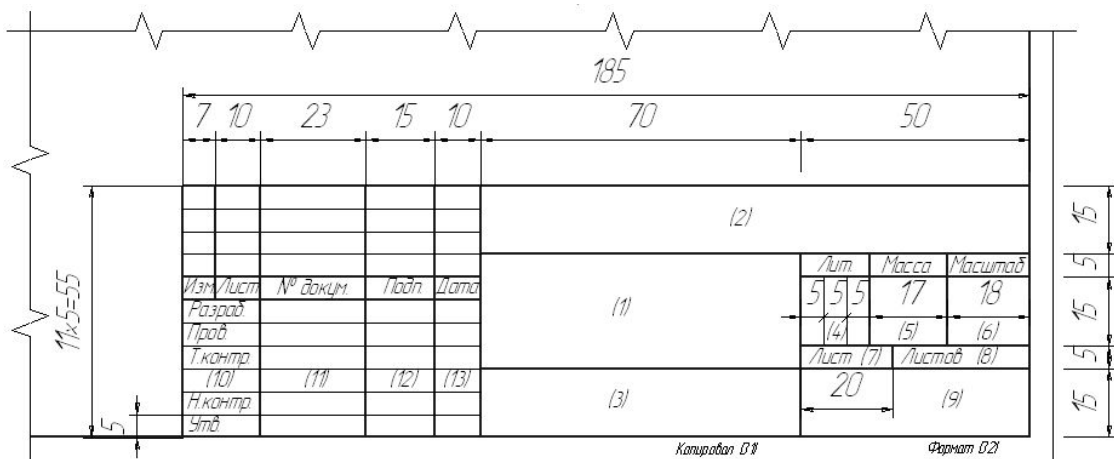 185
7 10 23 15 10 70 50
(2)
15
Лит. Масса Масштаб
5
Изм Лист № докум. Подп. Дата
5 5 5 17 18
15
Разраб.
(1)
11x5=55
Пров.
(4) (5) (6)
Т.контр.
Лист (7) Листов (8)
5
(10) (11) (12) (13)
20
(3)
(9)
15
Н.контр.
5
Утв.
Копировал
Формат